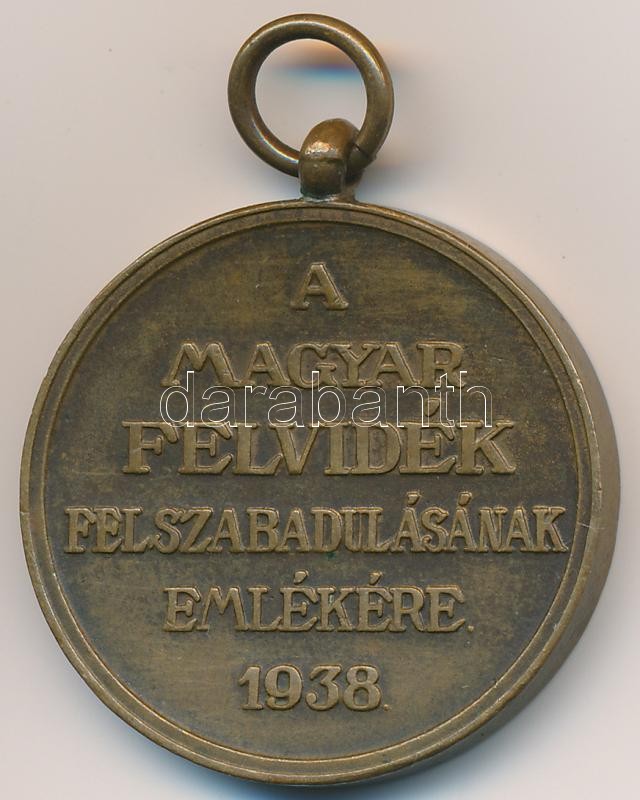 A
MAGYAR
darabanth
FELVIDÉK
FELSZABADULÁSÁNAK
EMLÉKÉRE.
1938.